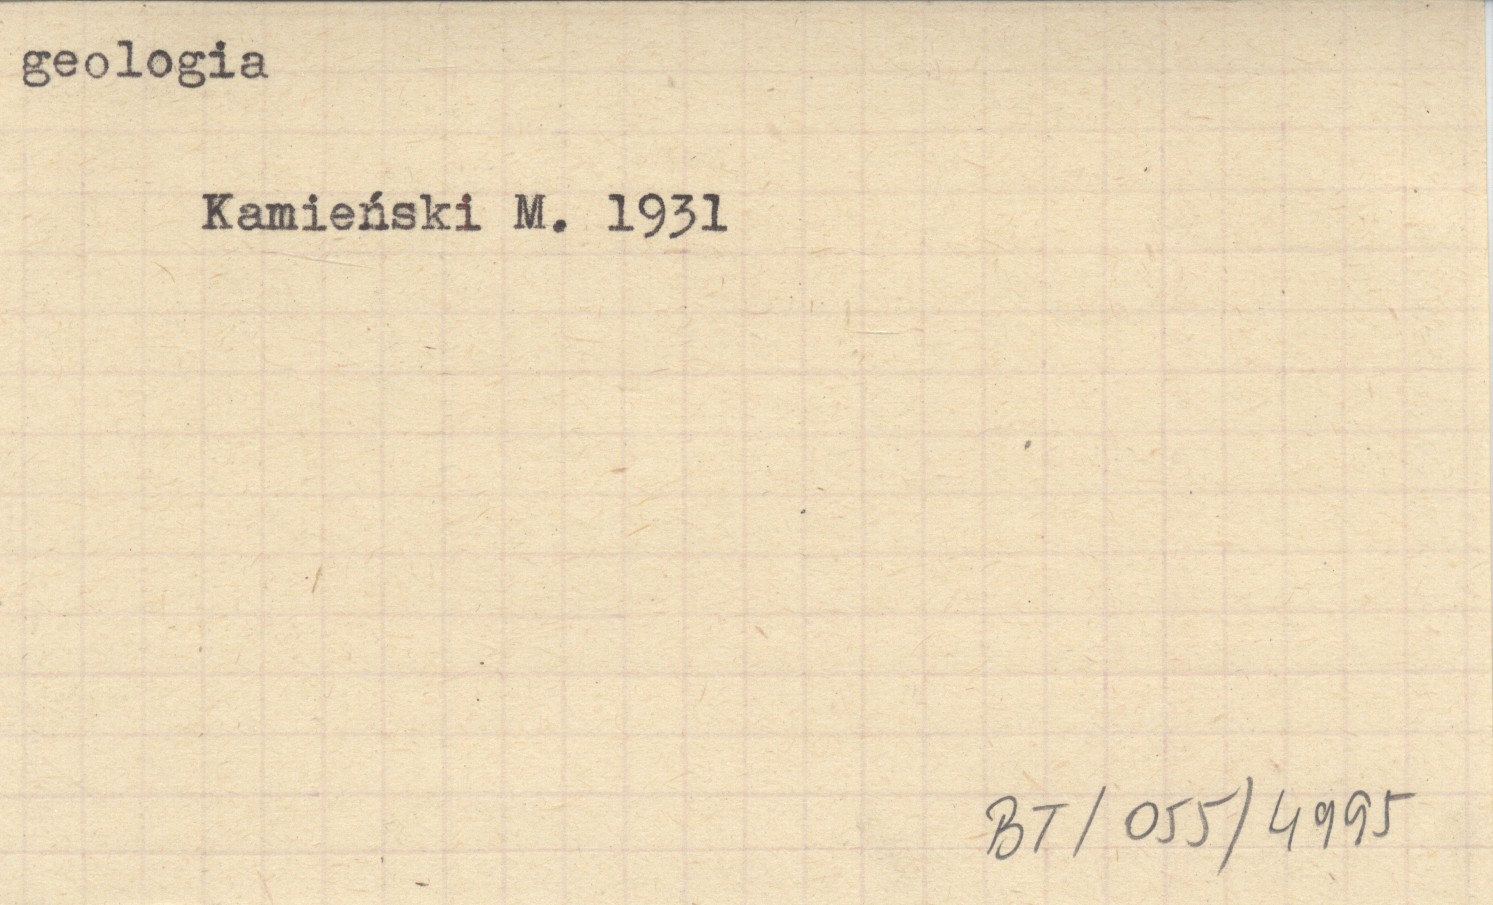 geologia
Kamieński M. 1931
BT/055/4995